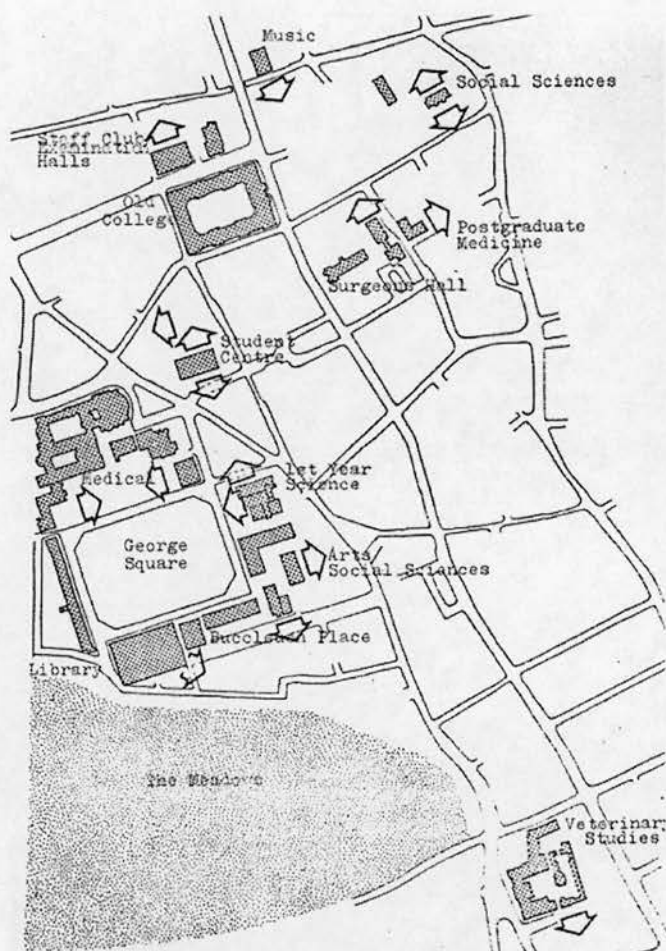 Music
Social Sciences
Staff Club
Examination
Halls
Old
College
Postgraduate
Medicine
Surgeons Hall
Student
Centre
1st Year
Science
Medical
George
Square
Arts
Social Sciences
Buccleuch Place
Library
The Meadows
Veterinary
Studies